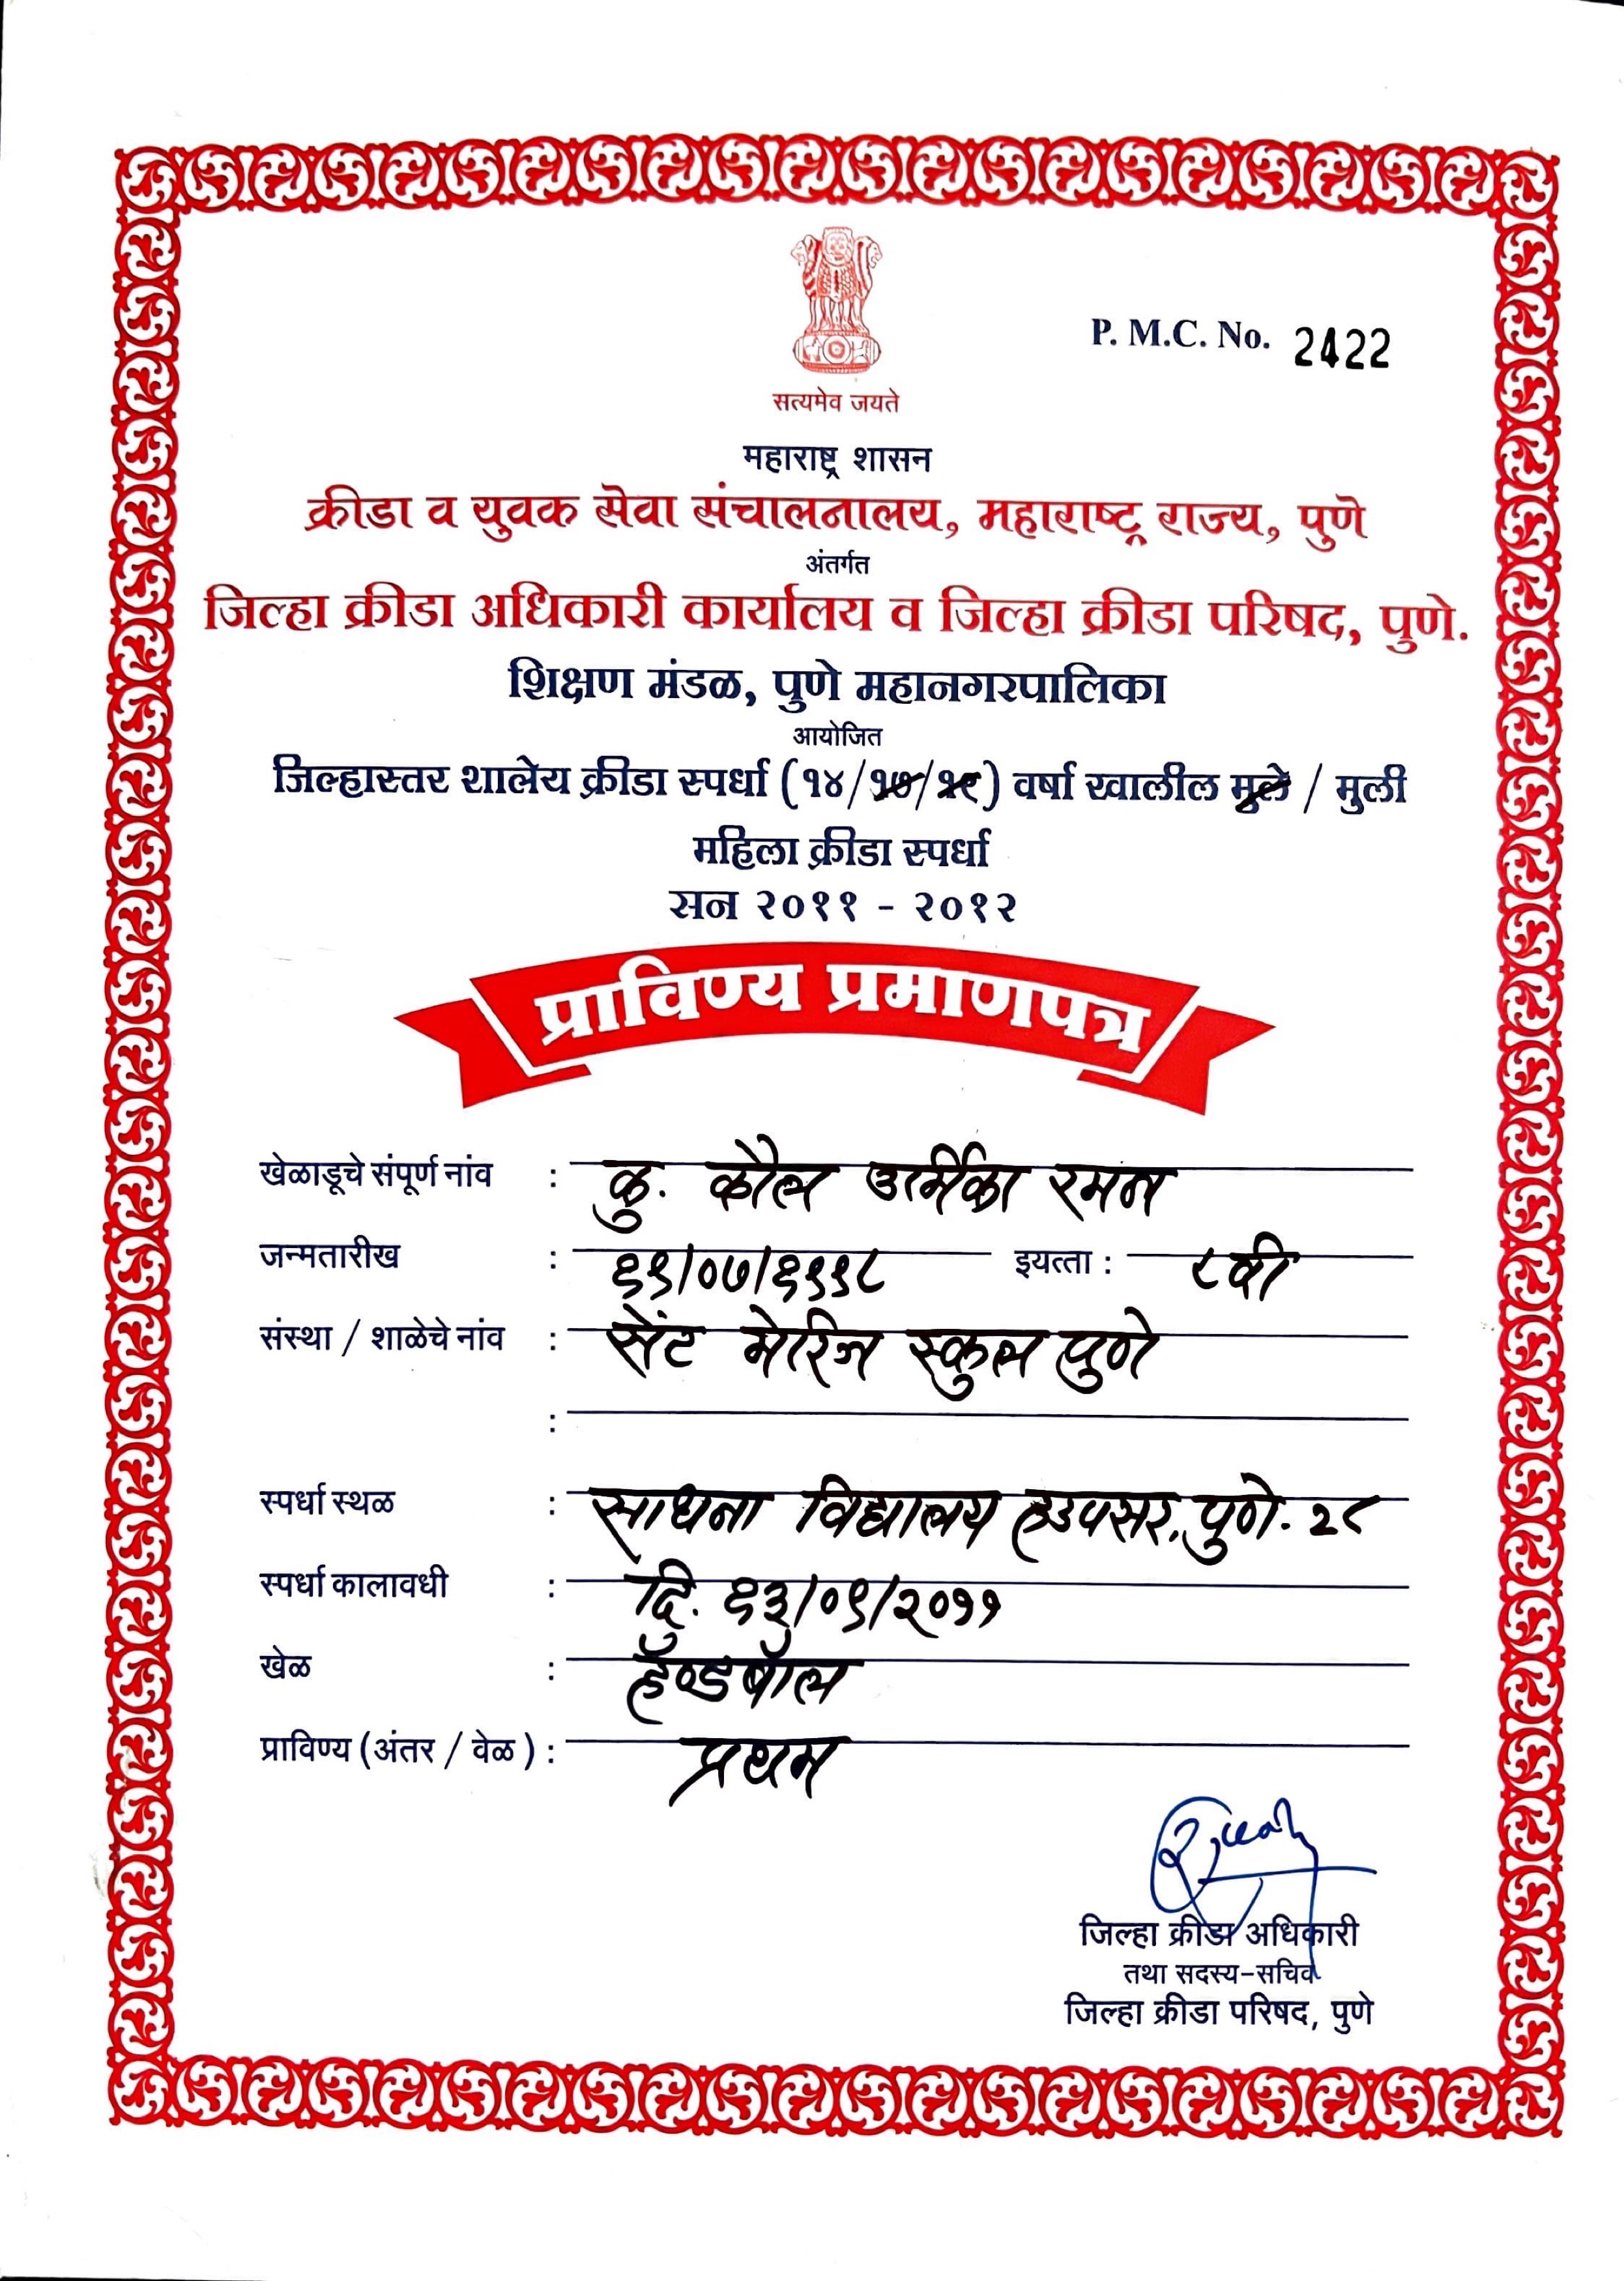 P. M.C. No. 2422
सत्यमेव जयते
महाराष्ट्र शासन
क्रीडा व युवक सेवा संचालनालय, महाराष्ट्र राज्य, पुणे
अंतर्गत
जिल्हा क्रीडा अधिकारी कार्यालय व जिल्हा क्रीडा परिषद, पुणे.
शिक्षण मंडळ, पुणे महानगरपालिका
आयोजित
जिल्हास्तर शालेय क्रीडा स्पर्धा (१४/१७/१९) वर्षा खालील मुले / मुली
महिला क्रीडा स्पर्धा
सन २०११ - २०१२
प्राविण्य प्रमाणपत्र
खेळाडूचे संपूर्ण नांव : कु. कौल उर्मिका रमन
जन्मतारीख : १९/०७/१९९८ इयत्ता : ८ वी
संस्था / शाळेचे नांव : सेंट मेरिज स्कुल पुणे
:
स्पर्धा स्थळ : साधना विद्यालय हडपसर, पुणे. २८
स्पर्धा कालावधी : दि. १३/०९/२०११
खेळ : हॅण्डबॉल
प्राविण्य (अंतर / वेळ) : प्रथम
जिल्हा क्रीडा अधिकारी
तथा सदस्य-सचिव
जिल्हा क्रीडा परिषद, पुणे